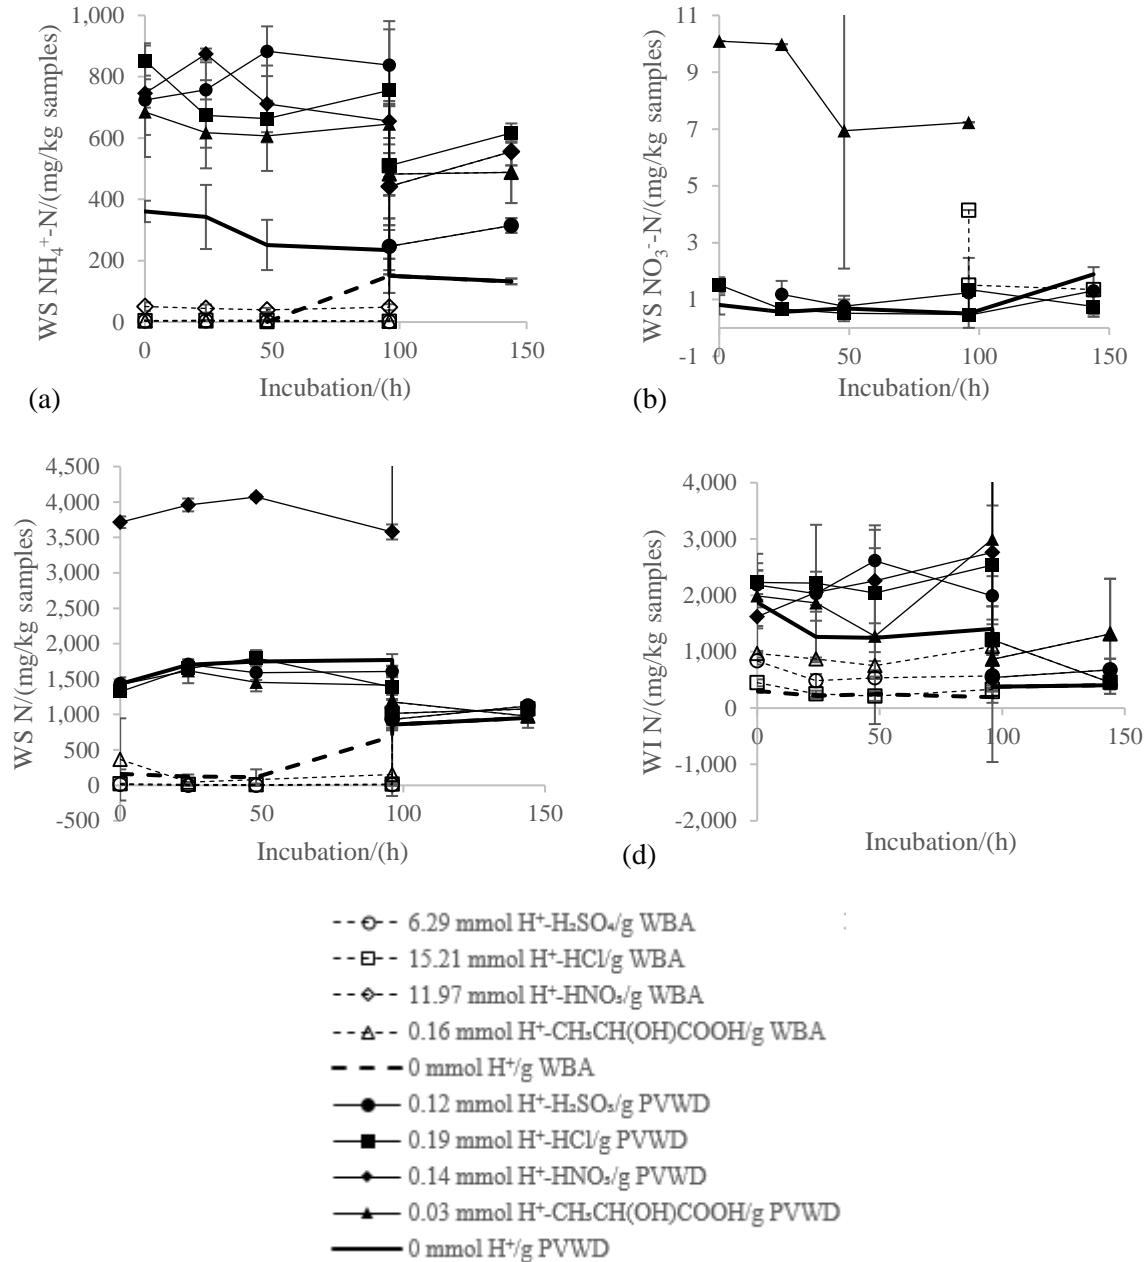 1,000
800
600
400
200
0
WS NH₄⁺-N/(mg/kg samples)
0 50 100 150
Incubation/(h)
(a)
11
9
7
5
3
1
-1
WS NO₃⁻-N/(mg/kg samples)
0 50 100 150
Incubation/(h)
(b)
4,500
4,000
3,500
3,000
2,500
2,000
1,500
1,000
500
0
-500
WS N/(mg/kg samples)
0 50 100 150
Incubation/(h)
4,000
3,000
2,000
1,000
0
-1,000
-2,000
WI N/(mg/kg samples)
0 50 100 150
Incubation/(h)
(d)
6.29 mmol H⁺-H₂SO₄/g WBA
15.21 mmol H⁺-HCl/g WBA
11.97 mmol H⁺-HNO₃/g WBA
0.16 mmol H⁺-CH₃CH(OH)COOH/g WBA
0 mmol H⁺/g WBA
0.12 mmol H⁺-H₂SO₃/g PVWD
0.19 mmol H⁺-HCl/g PVWD
0.14 mmol H⁺-HNO₃/g PVWD
0.03 mmol H⁺-CH₃CH(OH)COOH/g PVWD
0 mmol H⁺/g PVWD